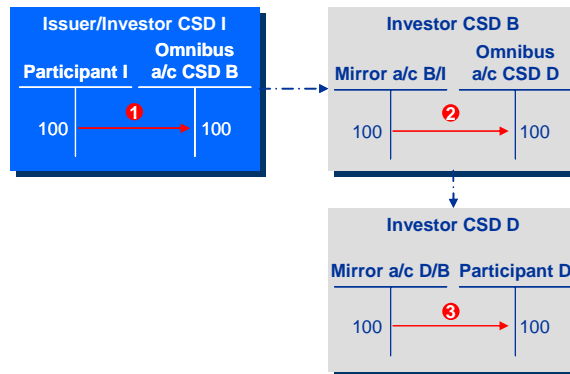 Issuer/Investor CSD I
Participant I
Omnibus
a/c CSD B
100
1
100
Investor CSD B
Mirror a/c B/I
Omnibus
a/c CSD D
100
2
100
Investor CSD D
Mirror a/c D/B
Participant D
100
3
100